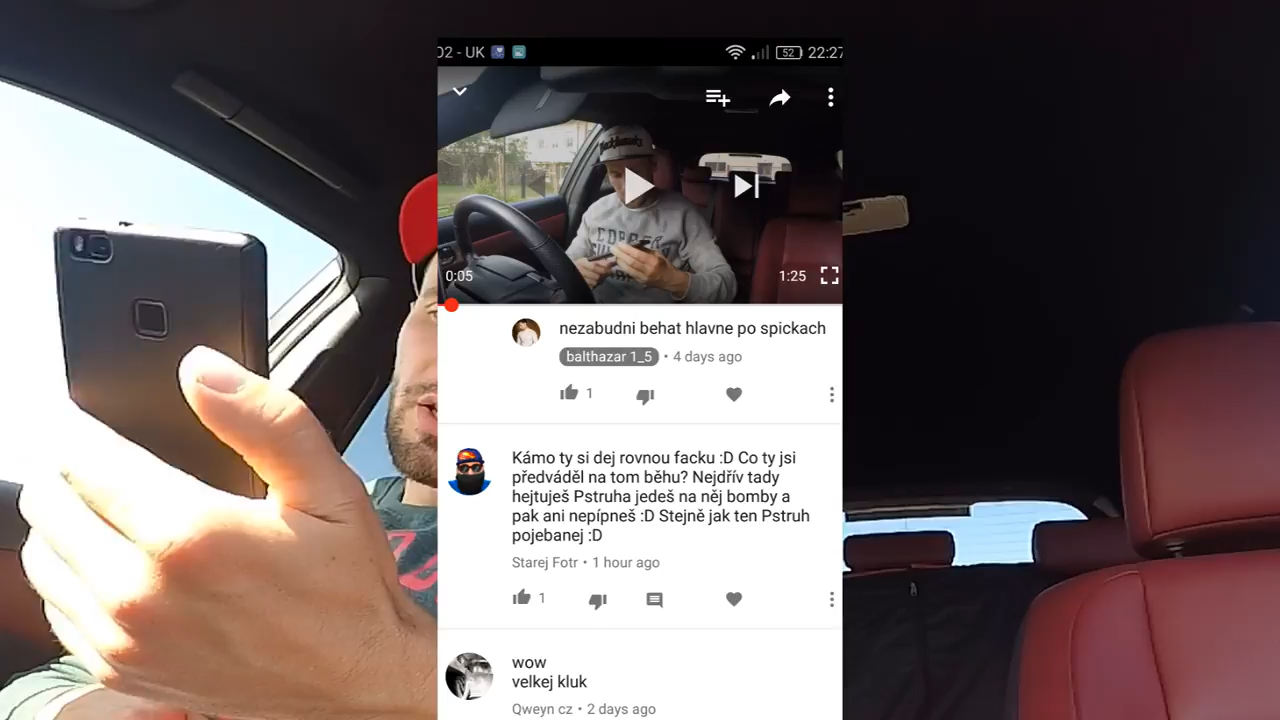 02 - UK
52
22:27
0:05
1:25
nezabudni behat hlavne po spickach
balthazar 1_5 • 4 days ago
1
Kámo ty si dej rovnou facku :D Co ty jsi
předváděl na tom běhu? Nejdřív tady
hejtuješ Pstruha jedeš na něj bomby a
pak ani nepípneš :D Stejně jak ten Pstruh
pojebanej :D
Starej Fotr • 1 hour ago
1
wow
velkej kluk
Qweyn cz • 2 days ago